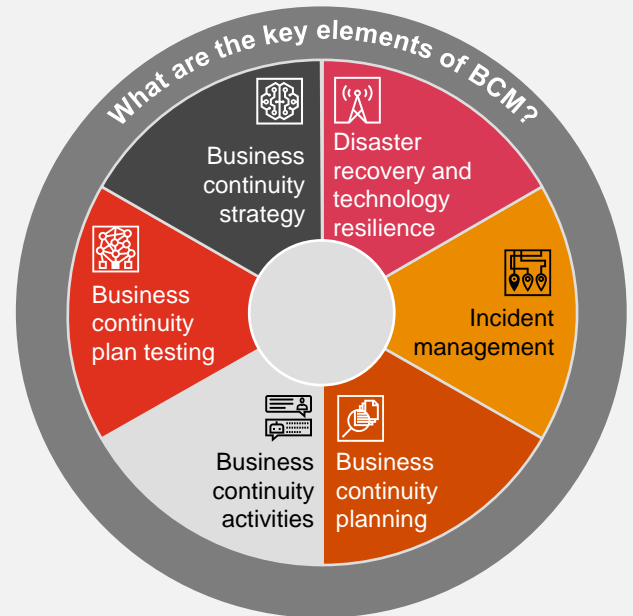 What are the key elements of BCM?
Business
continuity
strategy
Disaster
recovery and
technology
resilience
Incident
management
Business
continuity
planning
Business
continuity
activities
Business
continuity
plan testing